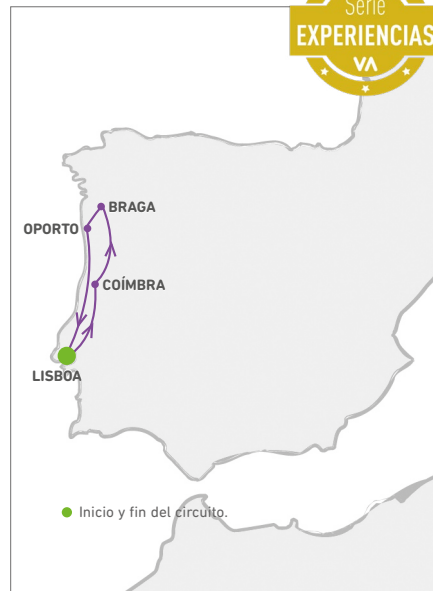 Serie
EXPERIENCIAS
VA
BRAGA
OPORTO
COÍMBRA
LISBOA
Inicio y fin del circuito.